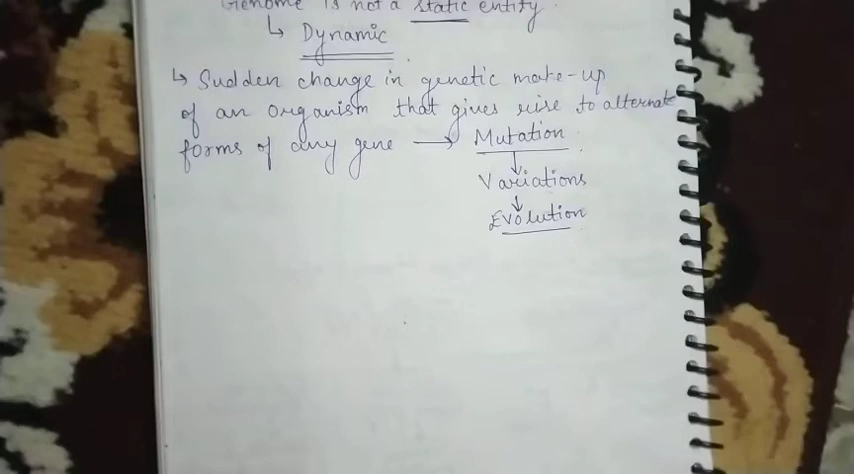 Genome is not a static entity.
↳ Dynamic.
↳ Sudden change in genetic make-up
of an organism that gives rise to alternate
forms of any gene → Mutation.
↓
Variations
↓
Evolution